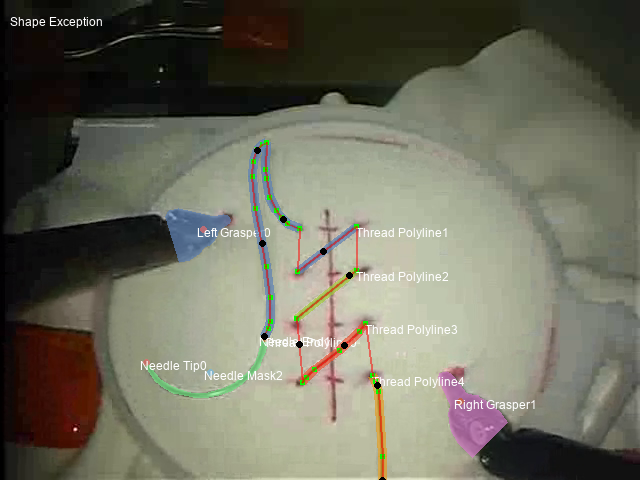 Shape Exception
Left Grasper0
Thread Polyline1
Thread Polyline2
Thread Polyline3
Needle Tip0
Needle Mask2
Thread Polyline4
Right Grasper1